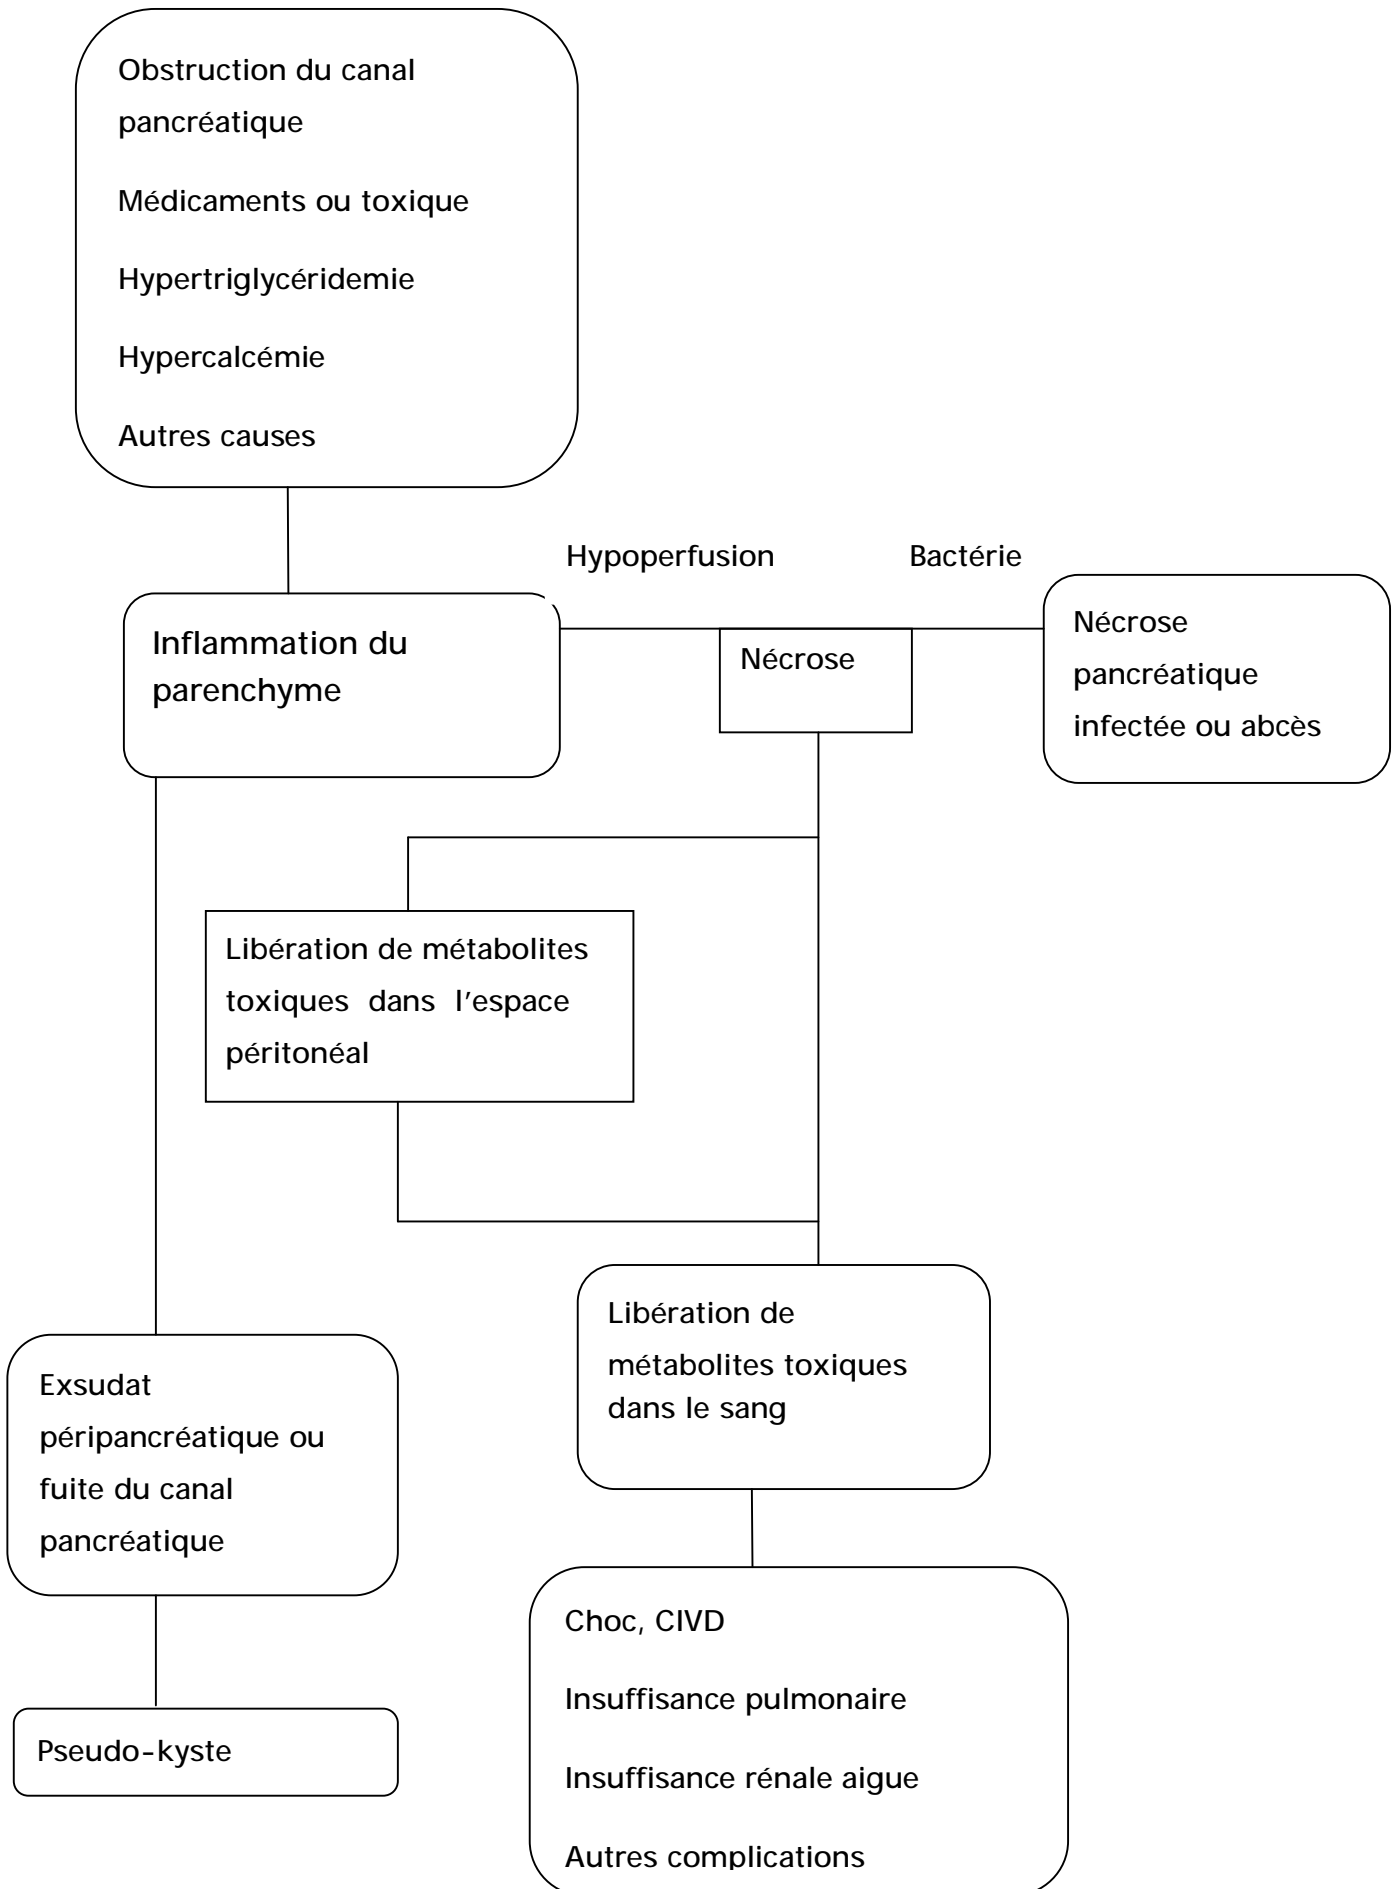 Obstruction du canal
pancréatique
Médicaments ou toxique
Hypertriglycéridemie
Hypercalcémie
Autres causes
Hypoperfusion
Bactérie
Inflammation du
parenchyme
Nécrose
Nécrose
pancréatique
infectée ou abcès
Libération de métabolites
toxiques dans l'espace
péritonéal
Libération de
métabolites toxiques
dans le sang
Exsudat
péripancréatique ou
fuite du canal
pancréatique
Choc, CIVD
Insuffisance pulmonaire
Insuffisance rénale aigue
Autres complications
Pseudo-kyste